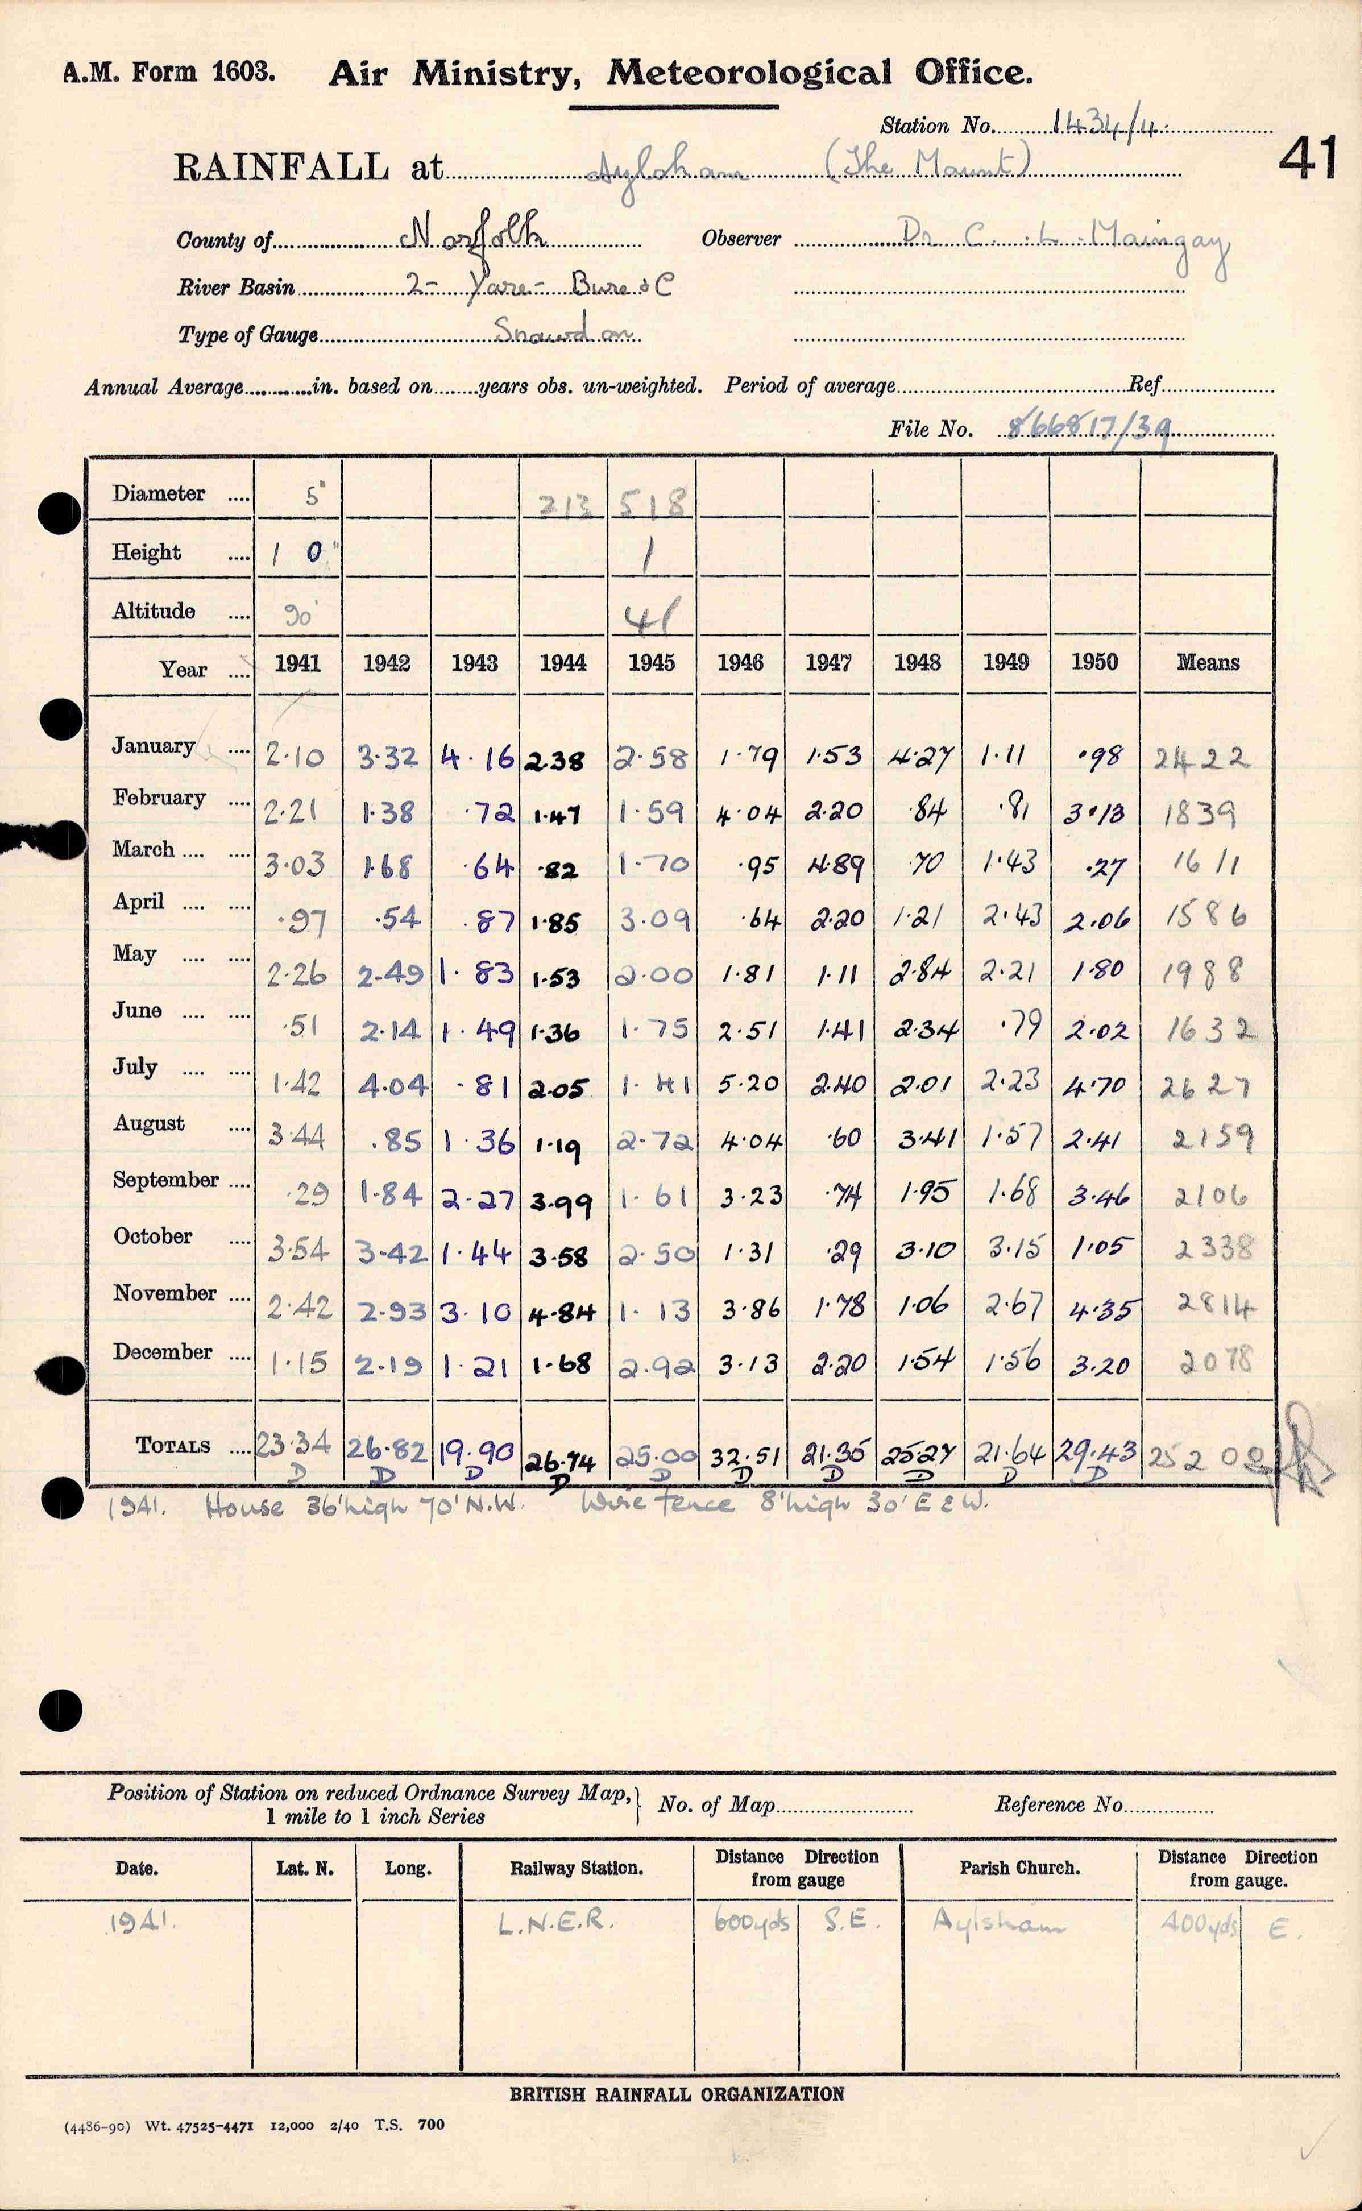 A.M. Form 1603. Air Ministry, Meteorological Office.
Station No. 1434/4.
41
RAINFALL at Aylsham (The Mount)
County of Norfolk Observer Dr C. L. Maingay
River Basin 2- Yare- Bure &C
Type of Gauge Snowdon
Annual Average in. based on years obs. un-weighted. Period of average Ref.
File No. 866817/39
Diameter .... 5" 213 518
Height .... 1 0" 1
Altitude .... 90' 41
Year .... 1941 1942 1943 1944 1945 1946 1947 1948 1949 1950 Means
January .... 2.10 3.32 4.16 2.38 2.58 1.79 1.53 4.27 1.11 .98 2422
February .... 2.21 1.38 .72 1.47 1.59 4.04 2.20 .84 .81 3.13 1839
March .... .... 3.03 1.68 .64 .82 1.70 .95 4.89 .70 1.43 .27 1611
April .... .... .97 .54 .87 1.85 3.09 .64 2.20 1.21 2.43 2.06 1586
May .... .... 2.26 2.49 1.83 1.53 2.00 1.81 1.11 2.84 2.21 1.80 1988
June .... .... .51 2.14 1.49 1.36 1.75 2.51 1.41 2.34 .79 2.02 1632
July .... .... 1.42 4.04 .81 2.05 1.41 5.20 2.40 2.01 2.23 4.70 2627
August .... 3.44 .85 1.36 1.19 2.72 4.04 .60 3.41 1.57 2.41 2159
September .... .29 1.84 2.27 3.99 1.61 3.23 .74 1.95 1.68 3.46 2106
October .... 3.54 3.42 1.44 3.58 2.50 1.31 .29 3.10 3.15 1.05 2338
November .... 2.42 2.93 3.10 4.84 1.13 3.86 1.78 1.06 2.67 4.35 2814
December .... 1.15 2.19 1.21 1.68 2.92 3.13 2.20 1.54 1.56 3.20 2078
TOTALS .... 23.34 26.82 19.90 26.74 25.00 32.51 21.35 25.27 21.64 29.43 25200
D D D D D D D D D D
1941. House 36' high 70' N.W. Wire fence 8' high 30' E & W.
Position of Station on reduced Ordnance Survey Map, } No. of Map Reference No.
1 mile to 1 inch Series
Date. Lat. N. Long. Railway Station. Distance Direction from gauge Parish Church. Distance Direction from gauge.
1941. L.N.E.R. 600yds S.E. Aylsham 400yds E.
BRITISH RAINFALL ORGANIZATION
(4486-90) Wt. 47525-4471 12,000 2/40 T.S. 700